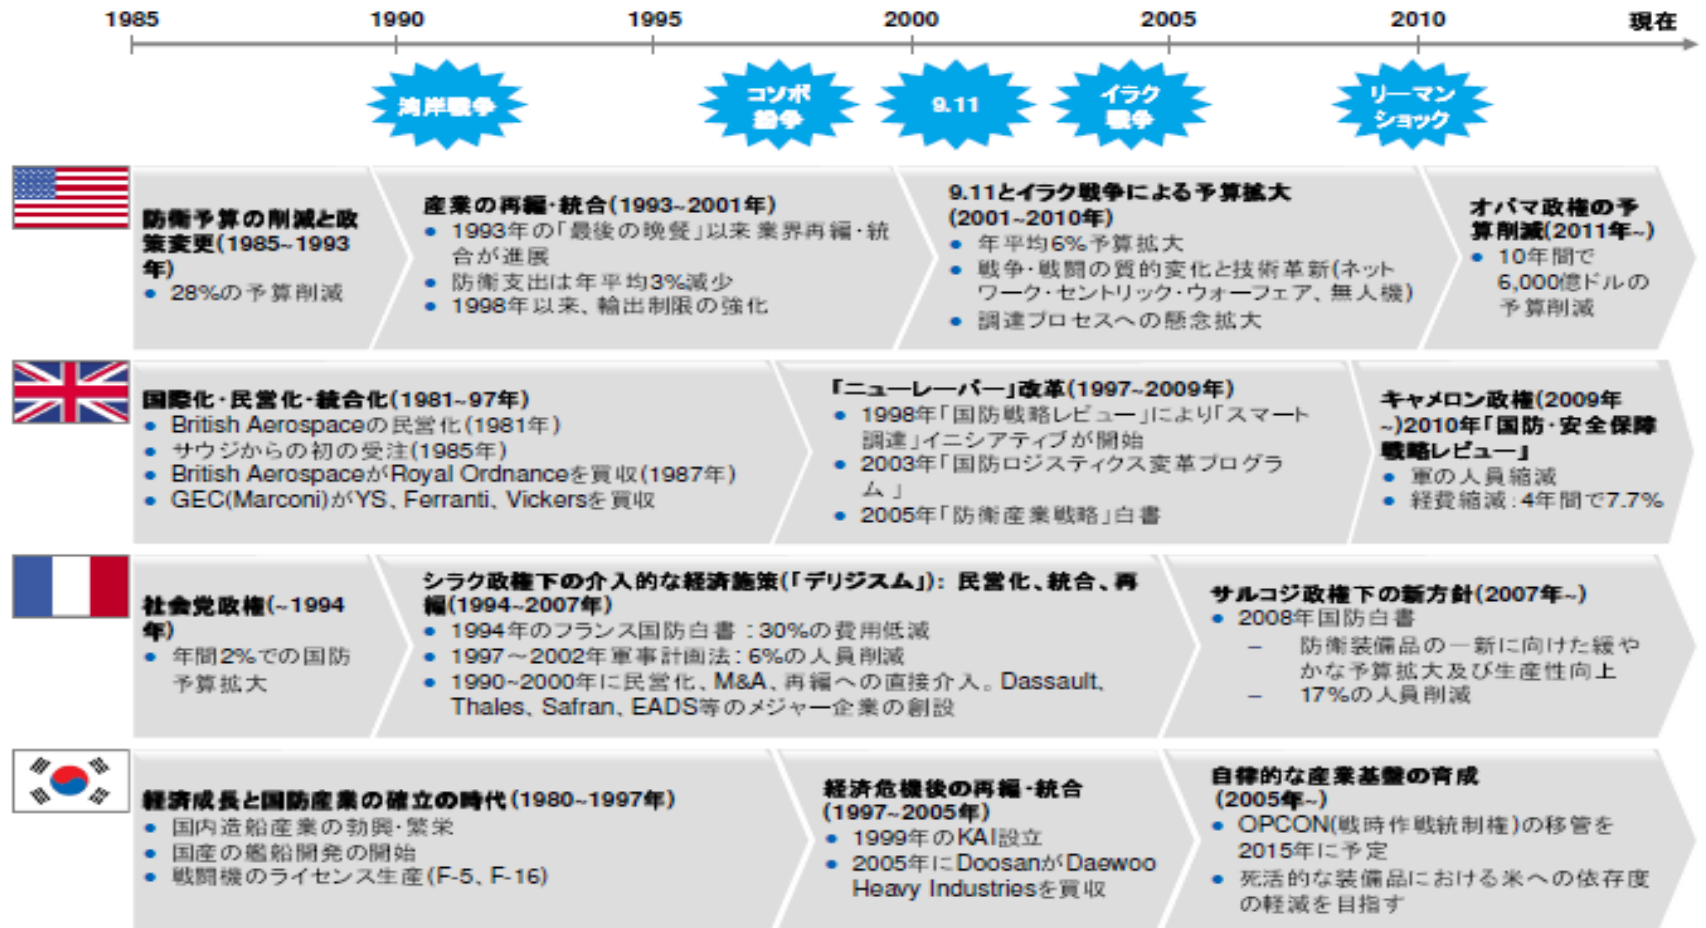 1985 1990 1995 2000 2005 2010 現在
湾岸戦争
コソボ
紛争
9.11
イラク
戦争
リーマン
ショック
防衛予算の削減と政
策変更(1985~1993
年)
● 28%の予算削減
産業の再編・統合(1993~2001年)
● 1993年の「最後の晩餐」以来業界再編・統
合が進展
● 防衛支出は年平均3%減少
● 1998年以来、輸出制限の強化
9.11とイラク戦争による予算拡大
(2001~2010年)
● 年平均6%予算拡大
● 戦争・戦闘の質的変化と技術革新(ネット
ワーク・セントリック・ウォーフェア、無人機)
● 調達プロセスへの懸念拡大
オバマ政権の予
算削減(2011年~)
● 10年間で
6,000億ドルの
予算削減
国際化・民営化・統合化(1981~97年)
● British Aerospaceの民営化(1981年)
● サウジからの初の受注(1985年)
● British AerospaceがRoyal Ordnanceを買収(1987年)
● GEC(Marconi)がYS、Ferranti、Vickersを買収
「ニューレーバー」改革(1997~2009年)
● 1998年「国防戦略レビュー」により「スマート
調達」イニシアティブが開始
● 2003年「国防ロジスティクス変革プログラ
ム」
● 2005年「防衛産業戦略」白書
キャメロン政権(2009年
~)2010年「国防・安全保障
戦略レビュー」
● 軍の人員縮減
● 経費縮減:4年間で7.7%
社会党政権(~1994
年)
● 年間2%での国防
予算拡大
シラク政権下の介入的な経済施策(「デリジスム」): 民営化、統合、再
編(1994~2007年)
● 1994年のフランス国防白書：30%の費用低減
● 1997～2002年軍事計画法：6%の人員削減
● 1990~2000年に民営化、M&A、再編への直接介入。Dassault、
Thales、Safran、EADS等のメジャー企業の創設
サルコジ政権下の新方針(2007年~)
● 2008年国防白書
– 防衛装備品の一新に向けた緩や
かな予算拡大及び生産性向上
– 17%の人員削減
経済成長と国防産業の確立の時代(1980~1997年)
● 国内造船産業の勃興・繁栄
● 国産の艦船開発の開始
● 戦闘機のライセンス生産(F-5、F-16)
経済危機後の再編・統合
(1997~2005年)
● 1999年のKAI設立
● 2005年にDoosanがDaewoo
Heavy Industriesを買収
自律的な産業基盤の育成
(2005年~)
● OPCON(戦時作戦統制権)の移管を
2015年に予定
● 死活的な装備品における米への依存度
の軽減を目指す